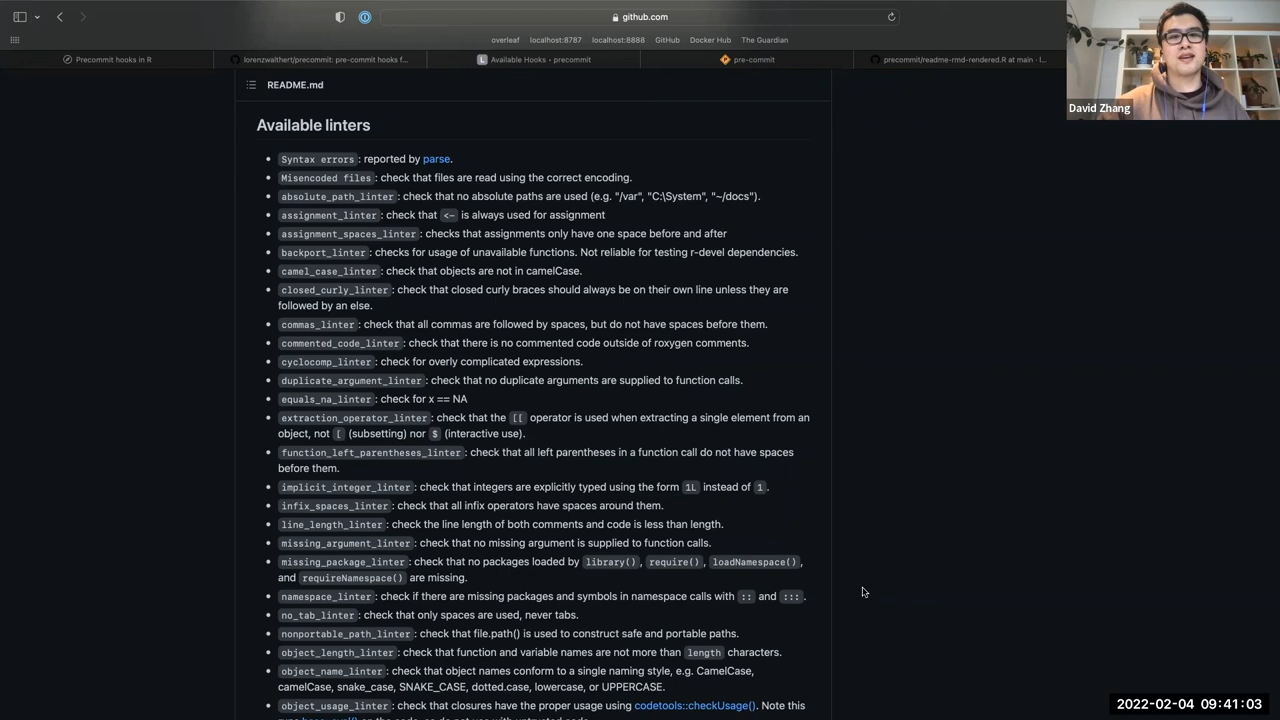 github.com
overleaf localhost:8787 localhost:8888 GitHub Docker Hub The Guardian
Precommit hooks in R lorenzwalthert/precommit: pre-commit hooks f... Available Hooks • precommit pre-commit precommit/readme-rmd-rendered.R at main · l...
David Zhang
README.md
Available linters
• Syntax errors: reported by parse.
• Misencoded files: check that files are read using the correct encoding.
• absolute_path_linter: check that no absolute paths are used (e.g. "/var", "C:\System", "~/docs").
• assignment_linter: check that <- is always used for assignment
• assignment_spaces_linter: checks that assignments only have one space before and after
• backport_linter: checks for usage of unavailable functions. Not reliable for testing r-devel dependencies.
• camel_case_linter: check that objects are not in camelCase.
• closed_curly_linter: check that closed curly braces should always be on their own line unless they are
followed by an else.
• commas_linter: check that all commas are followed by spaces, but do not have spaces before them.
• commented_code_linter: check that there is no commented code outside of roxygen comments.
• cyclocomp_linter: check for overly complicated expressions.
• duplicate_argument_linter: check that no duplicate arguments are supplied to function calls.
• equals_na_linter: check for x == NA
• extraction_operator_linter: check that the [[ operator is used when extracting a single element from an
object, not [ (subsetting) nor $ (interactive use).
• function_left_parentheses_linter: check that all left parentheses in a function call do not have spaces
before them.
• implicit_integer_linter: check that integers are explicitly typed using the form 1L instead of 1.
• infix_spaces_linter: check that all infix operators have spaces around them.
• line_length_linter: check the line length of both comments and code is less than length.
• missing_argument_linter: check that no missing argument is supplied to function calls.
• missing_package_linter: check that no packages loaded by library(), require(), loadNamespace(),
and requireNamespace() are missing.
• namespace_linter: check if there are missing packages and symbols in namespace calls with :: and :::.
• no_tab_linter: check that only spaces are used, never tabs.
• nonportable_path_linter: check that file.path() is used to construct safe and portable paths.
• object_length_linter: check that function and variable names are not more than length characters.
• object_name_linter: check that object names conform to a single naming style, e.g. CamelCase,
camelCase, snake_case, SNAKE_CASE, dotted.case, lowercase, or UPPERCASE.
• object_usage_linter: check that closures have the proper usage using codetools::checkUsage(). Note this
2022-02-04 09:41:03